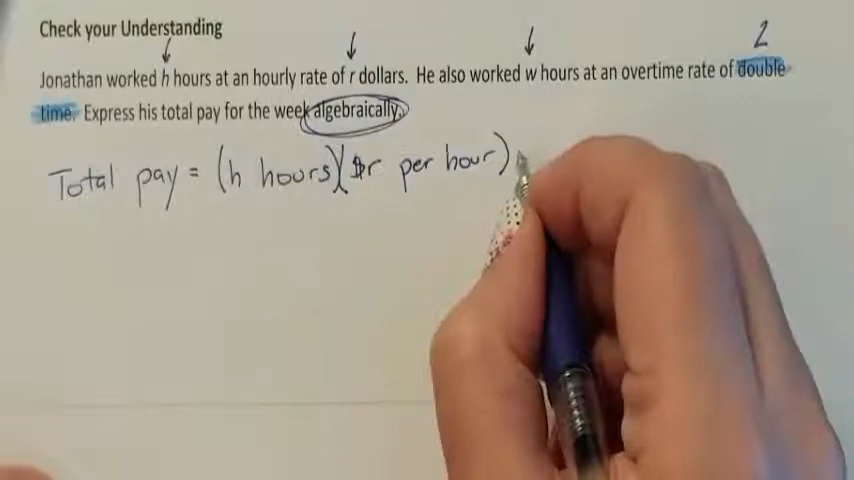 Check your Understanding
2
Jonathan worked h hours at an hourly rate of r dollars. He also worked w hours at an overtime rate of double
time. Express his total pay for the week algebraically.
Total pay = (h hours)($r per hour)